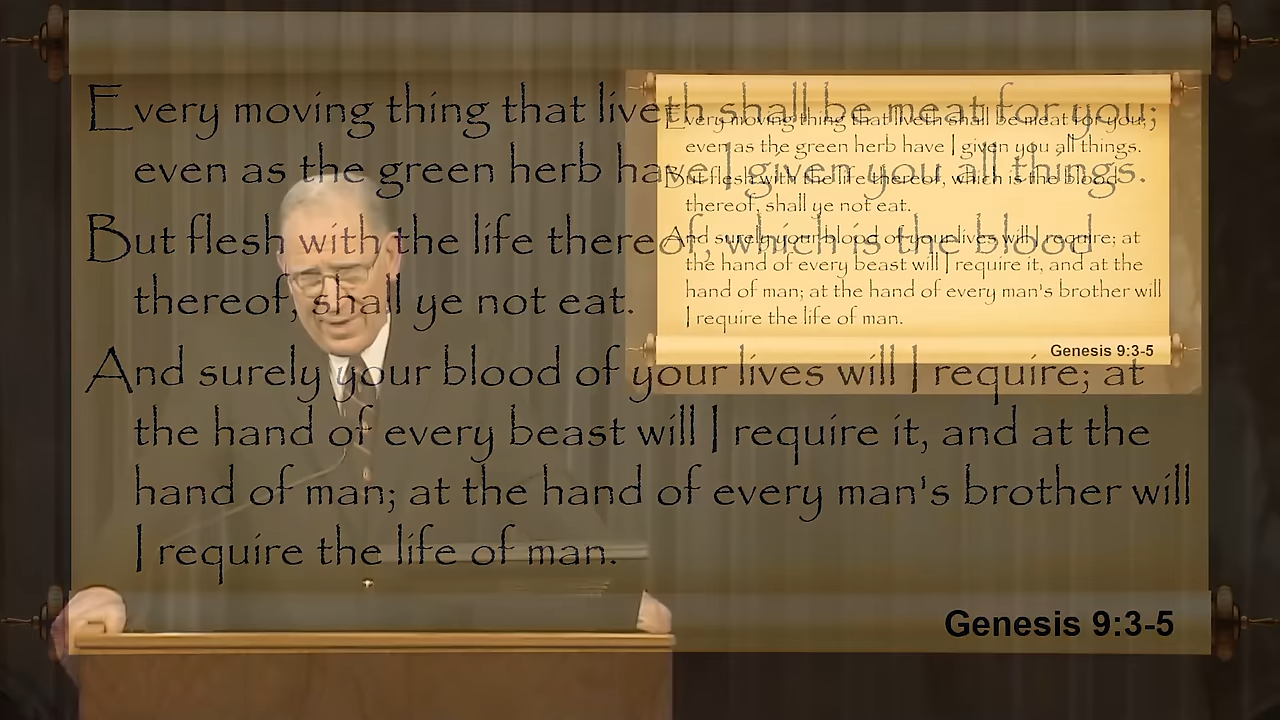 Every moving thing that liveth shall be meat for you;
even as the green herb have I given you all things.
But flesh with the life thereof, which is the blood
thereof, shall ye not eat.
And surely your blood of your lives will I require; at
the hand of every beast will I require it, and at the
hand of man; at the hand of every man's brother will
I require the life of man.
Genesis 9:3-5
Every moving thing that liveth shall be meat for you;
even as the green herb have I given you all things.
But flesh with the life thereof, which is the blood
thereof, shall ye not eat.
And surely your blood of your lives will I require; at
the hand of every beast will I require it, and at the
hand of man; at the hand of every man's brother will
I require the life of man.
Genesis 9:3-5